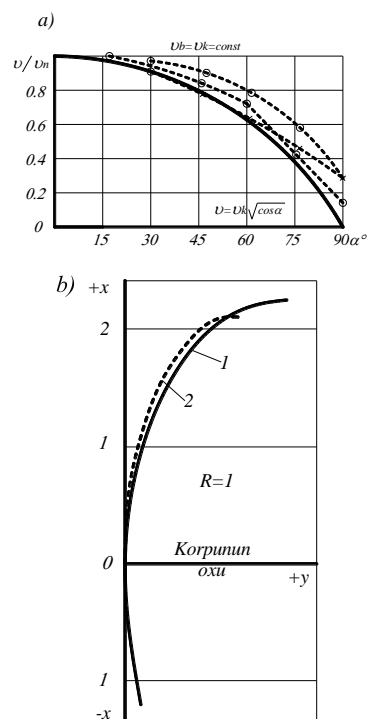 a)
υb=υk=const
υ/υn
0.8
0.6
0.4
0.2
0
υ=υk√cosα
15 30 45 60 75 90α°
b) +x
2
1
2
1
R=1
Korpunun
oxu
0
+y
1
-x